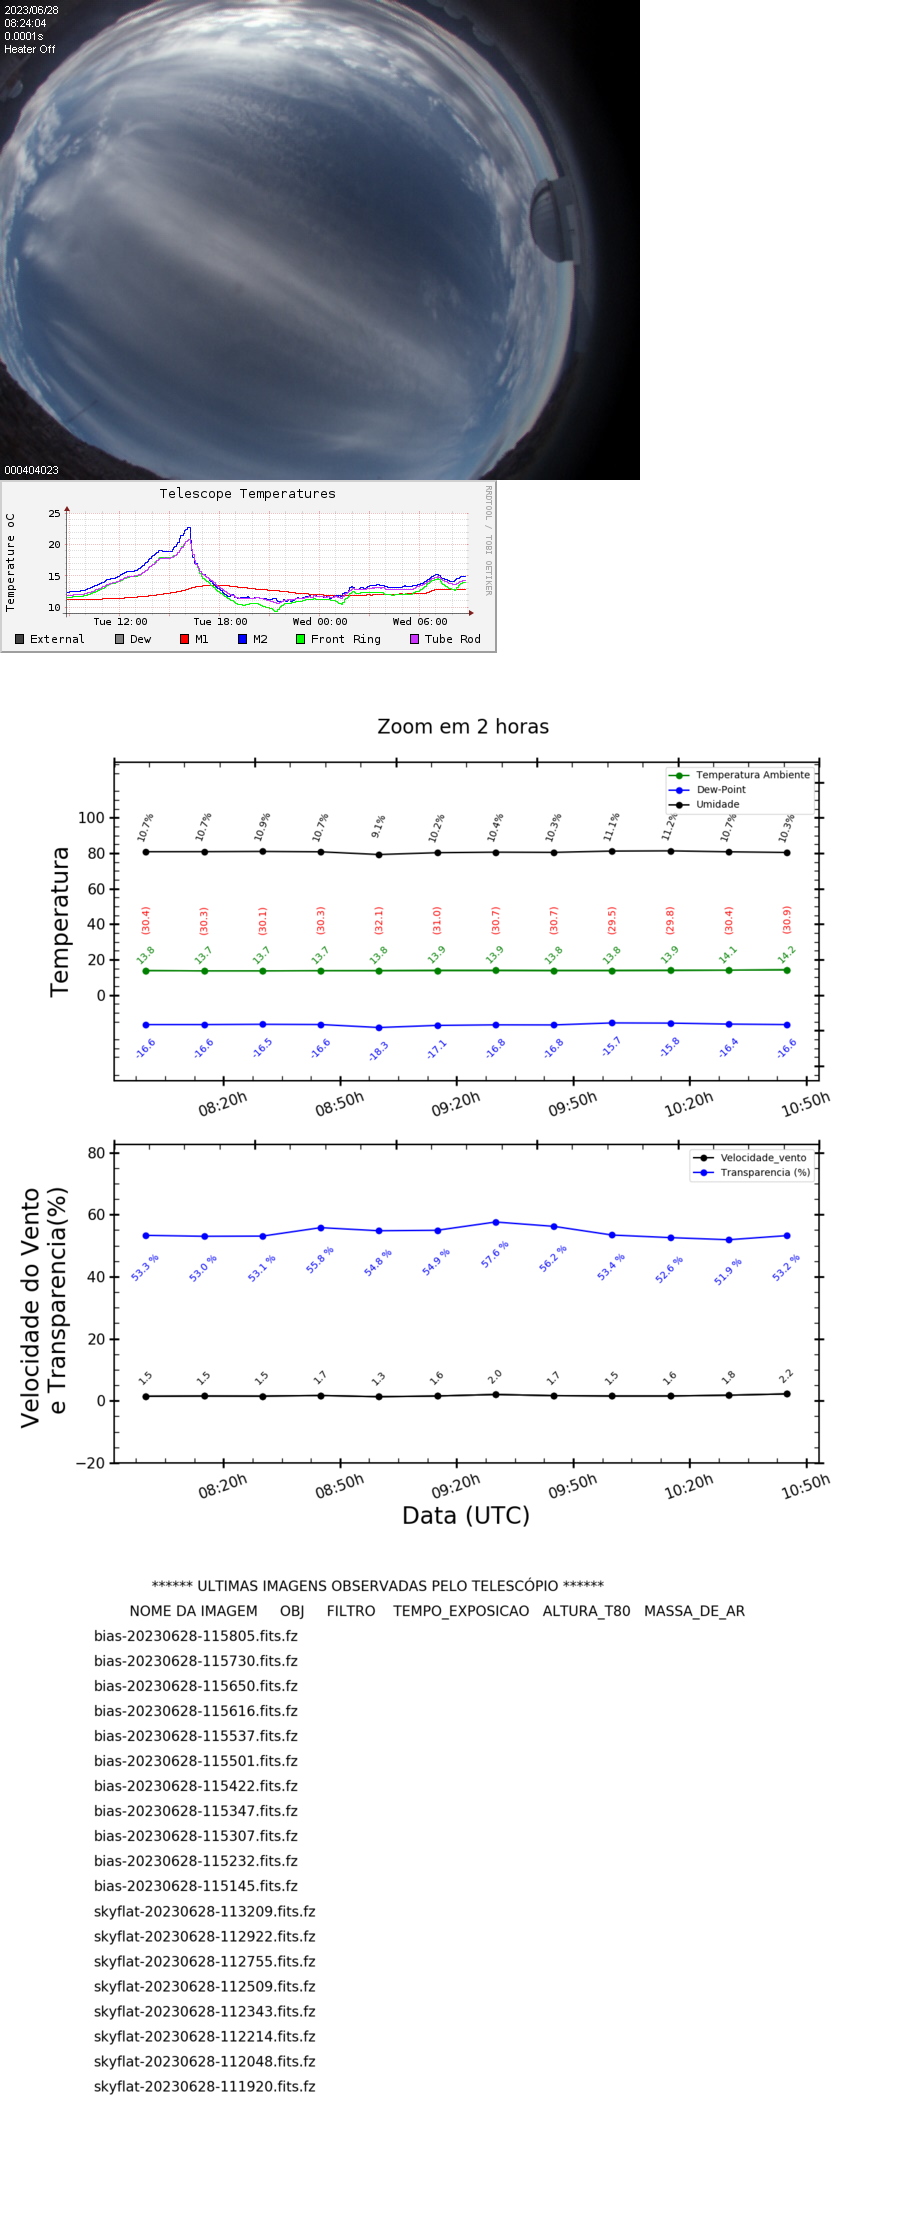 2023/06/28
08:24:04
0.0001s
Heater Off
000404023
Telescope Temperatures
RRDTOOL / TOBI OETIKER
Temperature oC
25
20
15
10
Tue 12:00 Tue 18:00 Wed 00:00 Wed 06:00
External Dew M1 M2 Front Ring Tube Rod
Zoom em 2 horas
Temperatura Ambiente
Dew-Point
Umidade
Temperatura
100
80
60
40
20
0
10.7% 10.7% 10.9% 10.7% 9.1% 10.2% 10.4% 10.3% 11.1% 11.2% 10.7% 10.3%
(30.4) (30.3) (30.1) (30.3) (32.1) (31.0) (30.7) (30.7) (29.5) (29.8) (30.4) (30.9)
13.8 13.7 13.7 13.7 13.8 13.9 13.9 13.8 13.8 13.9 14.1 14.2
-16.6 -16.6 -16.5 -16.6 -18.3 -17.1 -16.8 -16.8 -15.7 -15.8 -16.4 -16.6
08:20h 08:50h 09:20h 09:50h 10:20h 10:50h
Velocidade_vento
Transparencia (%)
Velocidade do Vento
e Transparencia(%)
80
60
40
20
0
−20
53.3 % 53.0 % 53.1 % 55.8 % 54.8 % 54.9 % 57.6 % 56.2 % 53.4 % 52.6 % 51.9 % 53.2 %
1.5 1.5 1.5 1.7 1.3 1.6 2.0 1.7 1.5 1.6 1.8 2.2
08:20h 08:50h 09:20h 09:50h 10:20h 10:50h
Data (UTC)
****** ULTIMAS IMAGENS OBSERVADAS PELO TELESCÓPIO ******
NOME DA IMAGEM OBJ FILTRO TEMPO_EXPOSICAO ALTURA_T80 MASSA_DE_AR
bias-20230628-115805.fits.fz
bias-20230628-115730.fits.fz
bias-20230628-115650.fits.fz
bias-20230628-115616.fits.fz
bias-20230628-115537.fits.fz
bias-20230628-115501.fits.fz
bias-20230628-115422.fits.fz
bias-20230628-115347.fits.fz
bias-20230628-115307.fits.fz
bias-20230628-115232.fits.fz
bias-20230628-115145.fits.fz
skyflat-20230628-113209.fits.fz
skyflat-20230628-112922.fits.fz
skyflat-20230628-112755.fits.fz
skyflat-20230628-112509.fits.fz
skyflat-20230628-112343.fits.fz
skyflat-20230628-112214.fits.fz
skyflat-20230628-112048.fits.fz
skyflat-20230628-111920.fits.fz